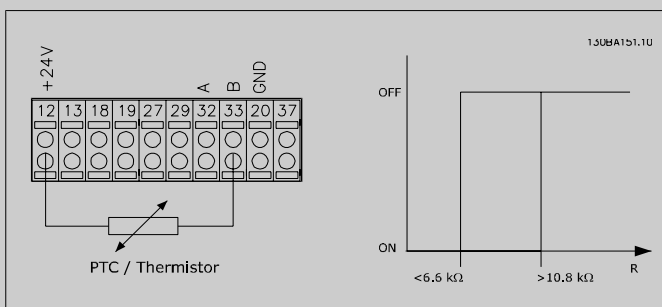 130BA151.10
+24V
A
B
GND
12 13 18 19 27 29 32 33 20 37
PTC / Thermistor
OFF
ON
R
<6.6 kΩ
>10.8 kΩ